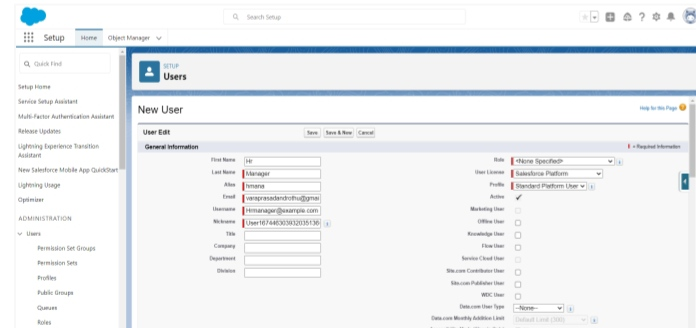 Search Setup
Setup
Home
Object Manager
Quick Find
Setup Home
Service Setup Assistant
Multi-Factor Authentication Assistant
Release Updates
Lightning Experience Transition
Assistant
New Salesforce Mobile App QuickStart
Lightning Usage
Optimizer
ADMINISTRATION
Users
Permission Set Groups
Permission Sets
Profiles
Public Groups
Queues
Roles
SETUP
Users
New User
Help for this Page
User Edit
Save Save & New Cancel
General Information
= Required Information
First Name Hr
Last Name Manager
Alias hmana
Email
Username Hrmanager@example.com
Nickname
Title
Company
Department
Division
Role <None Specified>
User License Salesforce Platform
Profile Standard Platform User
Active
Marketing User
Offline User
Knowledge User
Flow User
Service Cloud User
Site.com Contributor User
Site.com Publisher User
WDC User
Data.com User Type --None--
Data.com Monthly Addition Limit Default Limit (300)